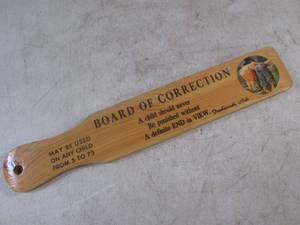 BOARD OF CORRECTION
A child should never
Be punished without
A definite END in VIEW.
MAY BE USED
ON ANY CHILD
FROM 5 TO 75